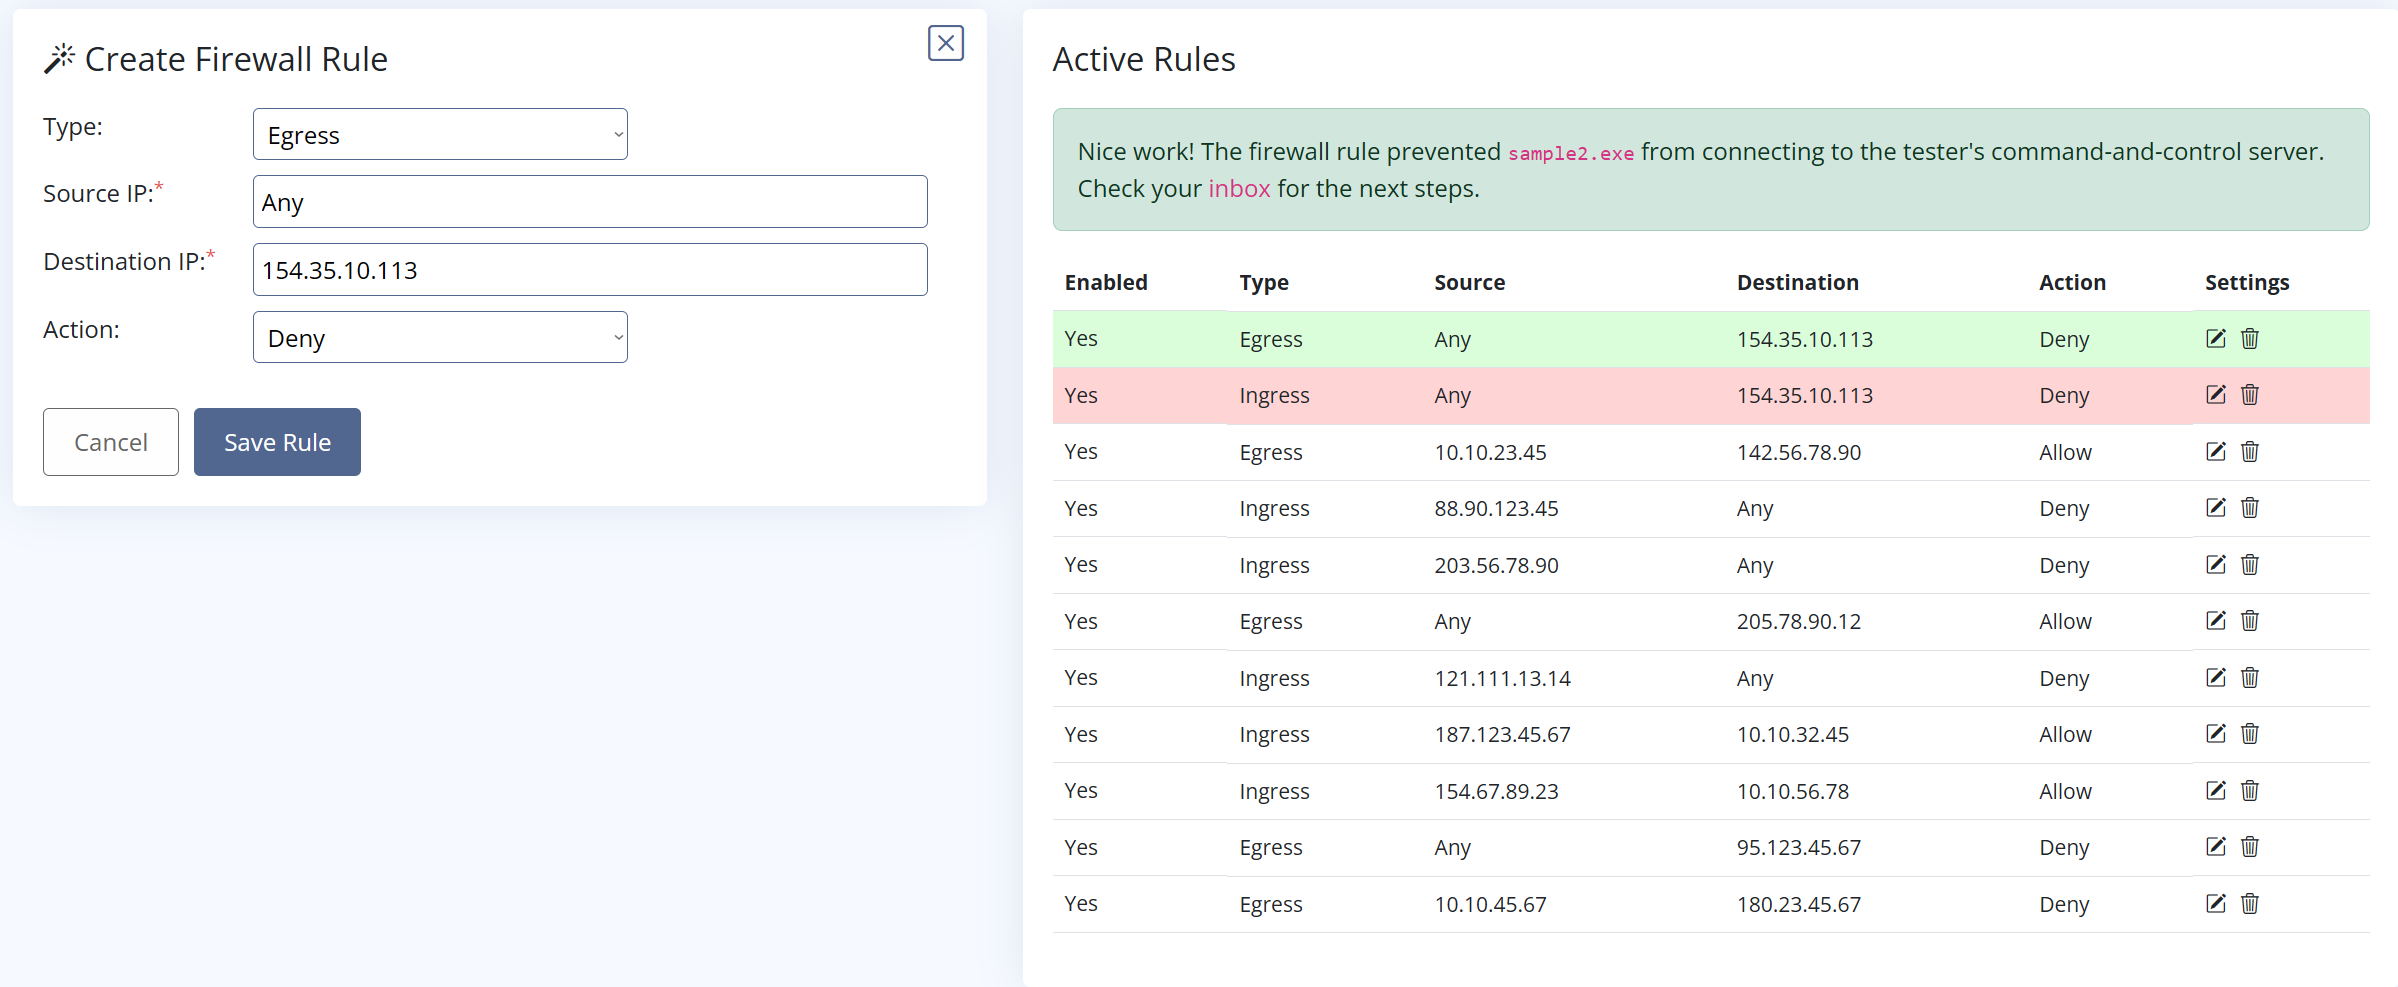 Create Firewall Rule
Type:
Egress
Source IP:*
Any
Destination IP:*
154.35.10.113
Action:
Deny
Cancel Save Rule
Active Rules
Nice work! The firewall rule prevented sample2.exe from connecting to the tester's command-and-control server.
Check your inbox for the next steps.
Enabled Type Source Destination Action Settings
Yes Egress Any 154.35.10.113 Deny
Yes Ingress Any 154.35.10.113 Deny
Yes Egress 10.10.23.45 142.56.78.90 Allow
Yes Ingress 88.90.123.45 Any Deny
Yes Ingress 203.56.78.90 Any Deny
Yes Egress Any 205.78.90.12 Allow
Yes Ingress 121.111.13.14 Any Deny
Yes Ingress 187.123.45.67 10.10.32.45 Allow
Yes Ingress 154.67.89.23 10.10.56.78 Allow
Yes Egress Any 95.123.45.67 Deny
Yes Egress 10.10.45.67 180.23.45.67 Deny